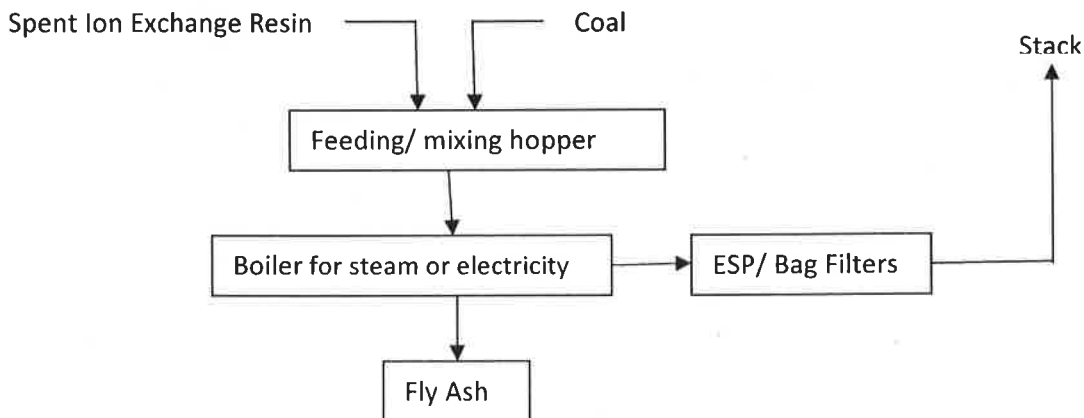 Spent Ion Exchange Resin
Coal
Stack
Feeding/ mixing hopper
Boiler for steam or electricity
ESP/ Bag Filters
Fly Ash